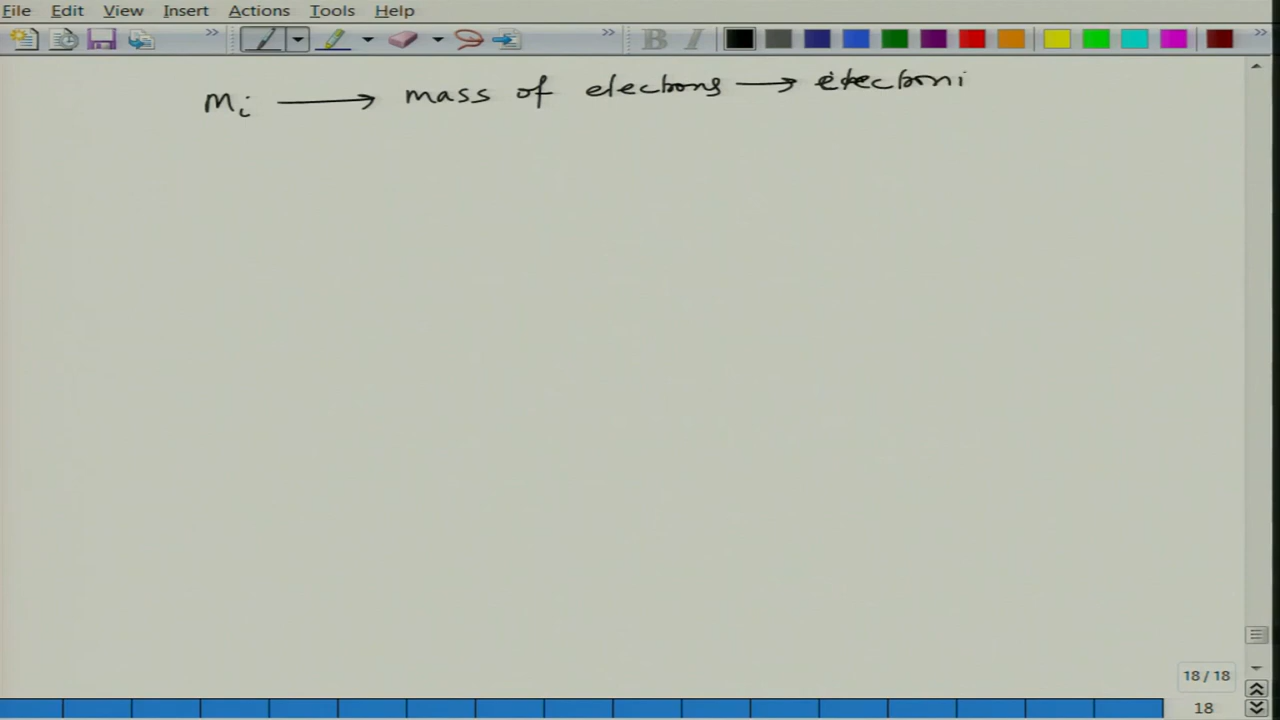 File Edit View Insert Actions Tools Help
B I
mi → mass of electrons → electroni
18 / 18
18